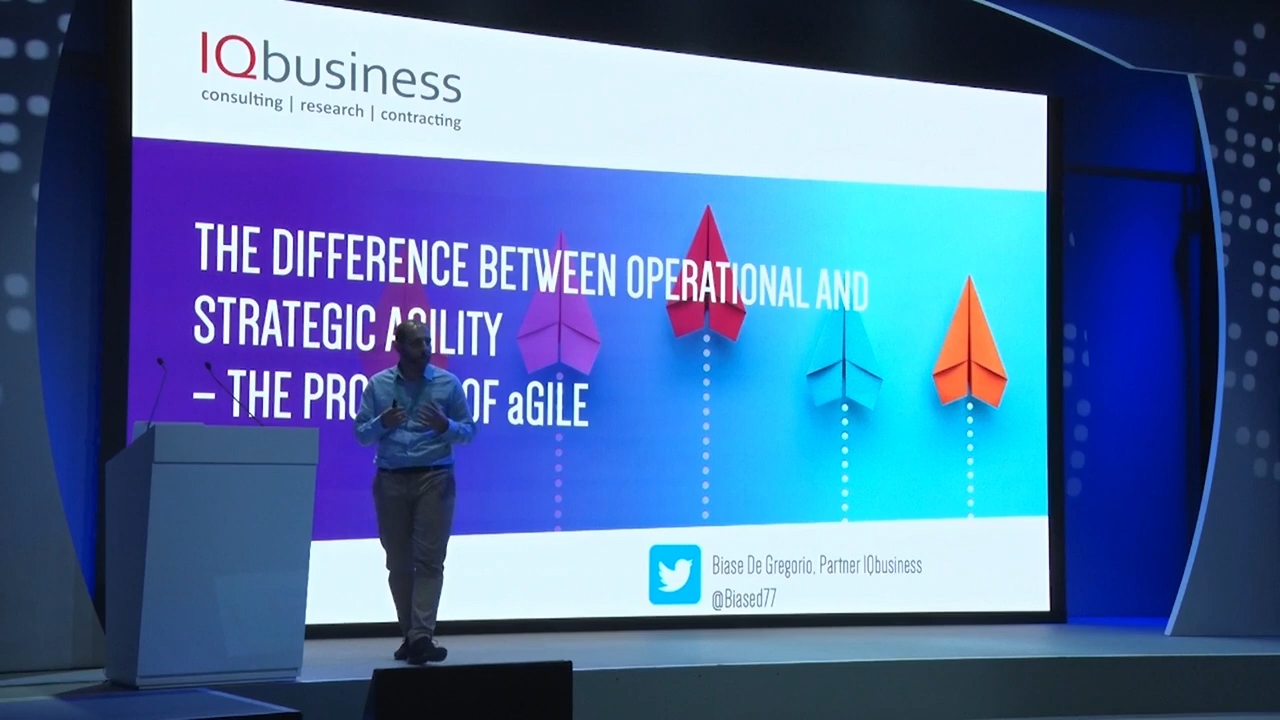 IQbusiness
consulting | research | contracting
THE DIFFERENCE BETWEEN OPERATIONAL AND
STRATEGIC AGILITY
– THE OF aGILE
Biase De Gregorio, Partner IQbusiness
@Biased77